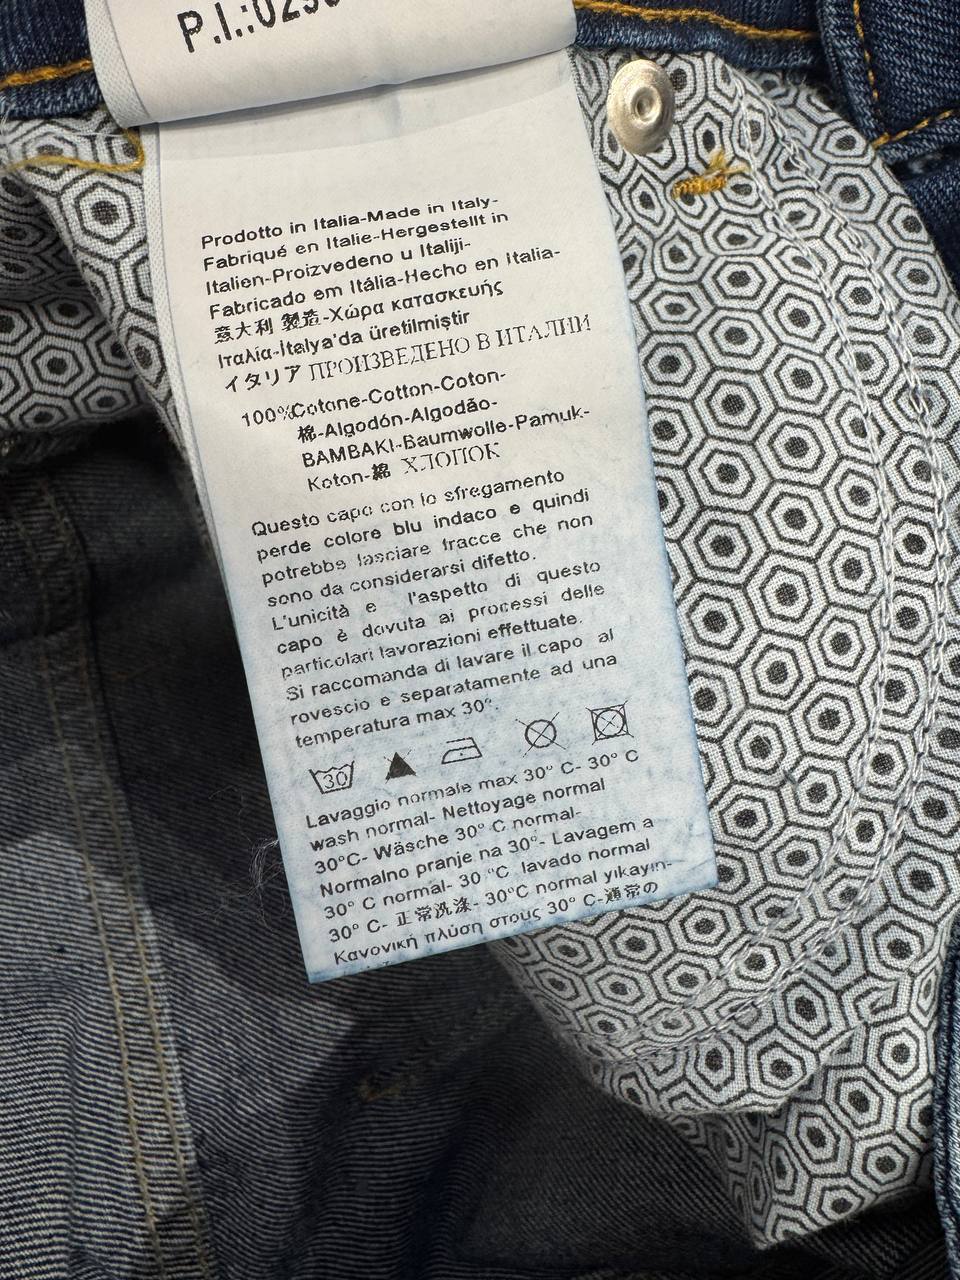 P.I.:029
Prodotto in Italia-Made in Italy-
Fabriqué en Italie-Hergestellt in
Italien-Proizvedeno u Italiji-
Fabricado em Itália-Hecho en Italia-
意大利 製造-Χώρα κατασκευής
Ιταλία-İtalya'da üretilmiştir
イタリア ПРОИЗВЕДЕНО В ИТАЛИИ
100%Cotone-Cotton-Coton-
棉-Algodón-Algodão-
BAMBAKI-Baumwolle-Pamuk-
Koton-綿 ХЛОПОК
Questo capo con lo sfregamento
perde colore blu indaco e quindi
potrebbe lasciare tracce che non
sono da considerarsi difetto.
L'unicità e l'aspetto di questo
capo è dovuta ai processi delle
particolari lavorazioni effettuate.
Si raccomanda di lavare il capo al
rovescio e separatamente ad una
temperatura max 30°.
30
Lavaggio normale max 30° C- 30° C
wash normal- Nettoyage normal
30°C- Wäsche 30° C normal-
Normalno pranje na 30°- Lavagem a
30° C normal- 30 °C lavado normal
30° C- 正常洗涤- 30°C normal yıkayın-
Κανονική πλύση στους 30° C-通常の